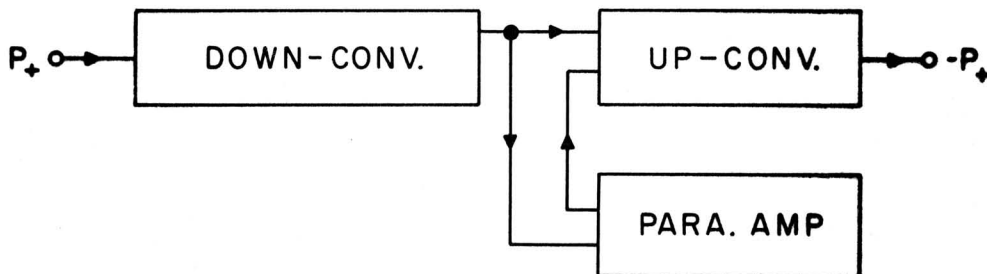 P₊ DOWN-CONV. UP-CONV. -P₊
PARA. AMP